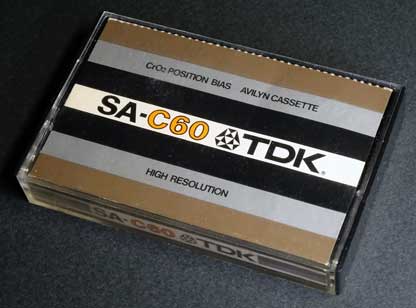 CrO2 POSITION BIAS AVILYN CASSETTE
SA-C60 TDK®
HIGH RESOLUTION
SA-C60 TDK